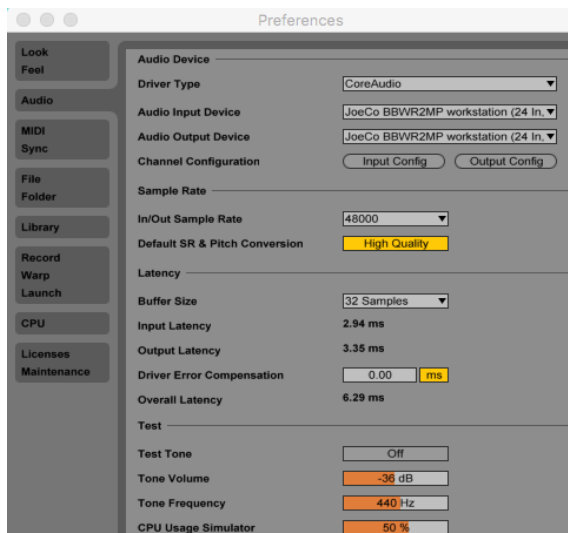 Preferences
Look
Feel
Audio
MIDI
Sync
File
Folder
Library
Record
Warp
Launch
CPU
Licenses
Maintenance
Audio Device
Driver Type CoreAudio
Audio Input Device JoeCo BBWR2MP workstation (24 In,
Audio Output Device JoeCo BBWR2MP workstation (24 In,
Channel Configuration Input Config Output Config
Sample Rate
In/Out Sample Rate 48000
Default SR & Pitch Conversion High Quality
Latency
Buffer Size 32 Samples
Input Latency 2.94 ms
Output Latency 3.35 ms
Driver Error Compensation 0.00 ms
Overall Latency 6.29 ms
Test
Test Tone Off
Tone Volume -36 dB
Tone Frequency 440 Hz
CPU Usage Simulator 50 %